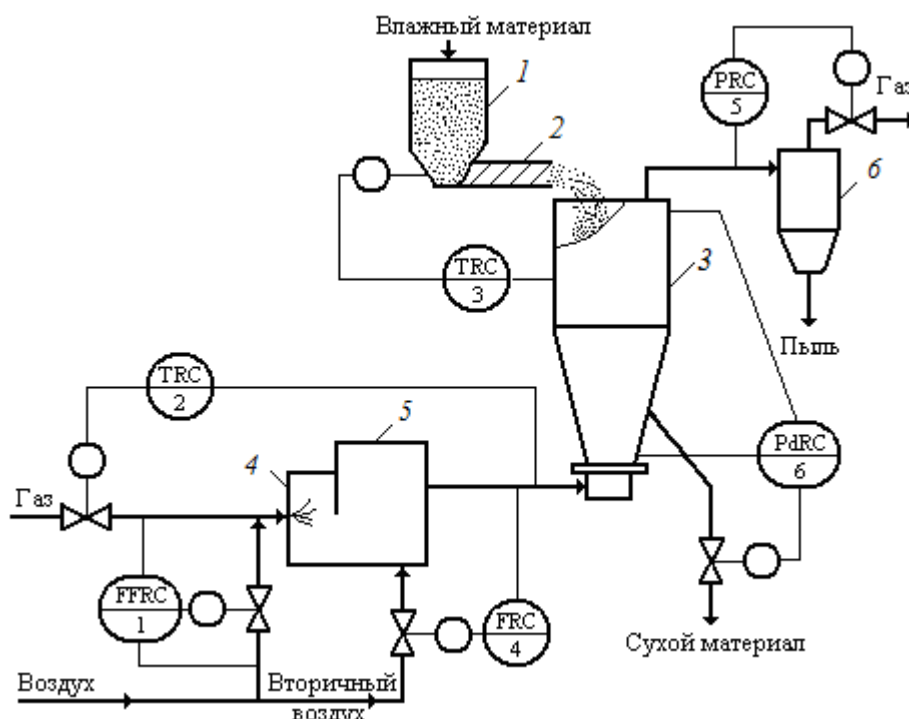 Влажный материал
1
PRC
5
Газ
2
6
TRC
3
3
Пыль
TRC
2
5
4
PdRC
6
Газ
FFRC
1
FRC
4
Сухой материал
Воздух
Вторичный
воздух